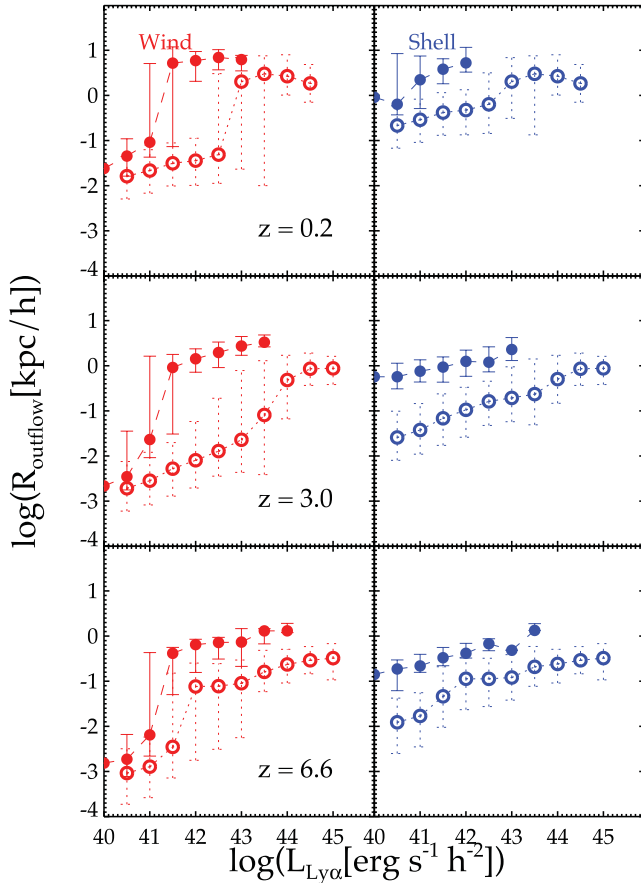 Wind
Shell
1
0
-1
-2
-3
-4
z = 0.2
1
0
-1
-2
-3
-4
z = 3.0
1
0
-1
-2
-3
-4
z = 6.6
log(R_outflow[kpc/h])
40 41 42 43 44 45 40 41 42 43 44 45
log(L_Lyα[erg s⁻¹ h⁻²])